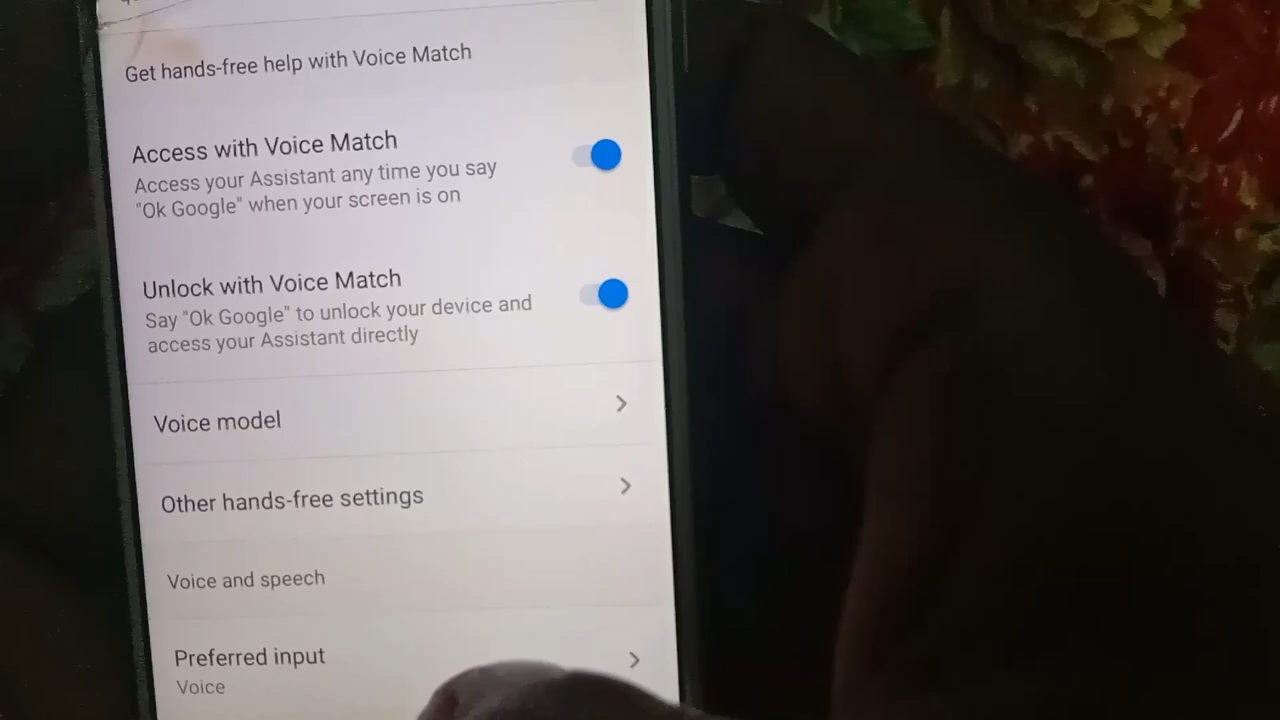 Get hands-free help with Voice Match
Access with Voice Match
Access your Assistant any time you say
"Ok Google" when your screen is on
Unlock with Voice Match
Say "Ok Google" to unlock your device and
access your Assistant directly
Voice model
Other hands-free settings
Voice and speech
Preferred input
Voice